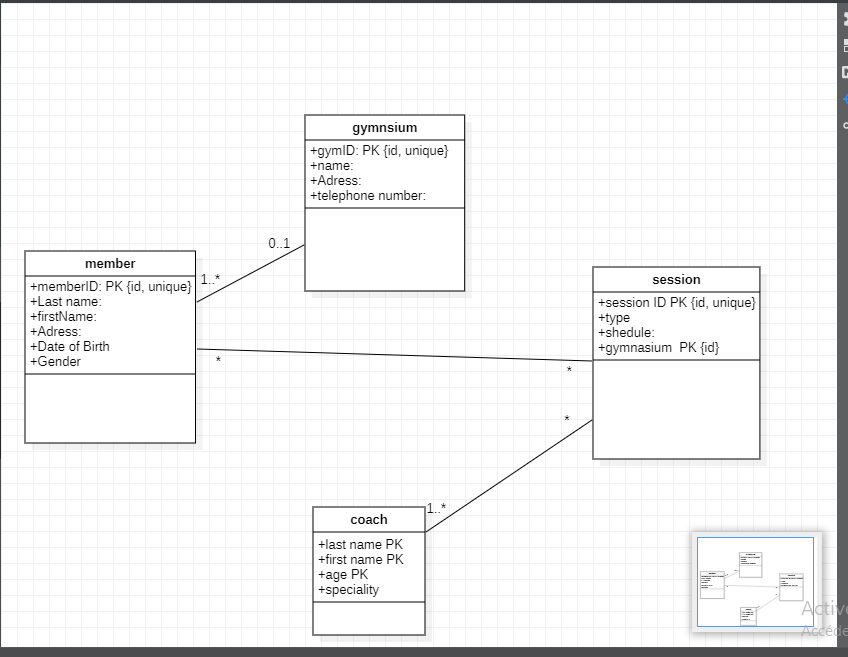 gymnsium
+gymID: PK {id, unique}
+name:
+Adress:
+telephone number:
0..1
1..*
member
+memberID: PK {id, unique}
+Last name:
+firstName:
+Adress:
+Date of Birth
+Gender
*
*
session
+session ID PK {id, unique}
+type
+shedule:
+gymnasium PK {id}
*
1..*
coach
+last name PK
+first name PK
+age PK
+speciality